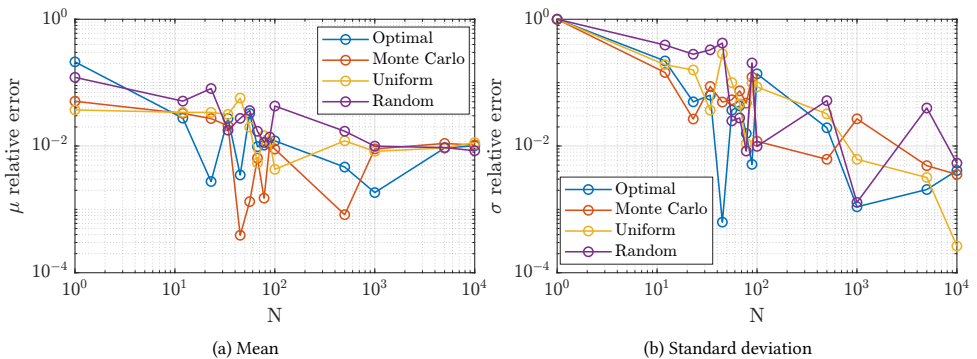 10^0
10^-2
10^-4
μ relative error
Optimal
Monte Carlo
Uniform
Random
10^0 10^1 10^2 10^3 10^4
N
(a) Mean
10^0
10^-2
10^-4
σ relative error
Optimal
Monte Carlo
Uniform
Random
10^0 10^1 10^2 10^3 10^4
N
(b) Standard deviation